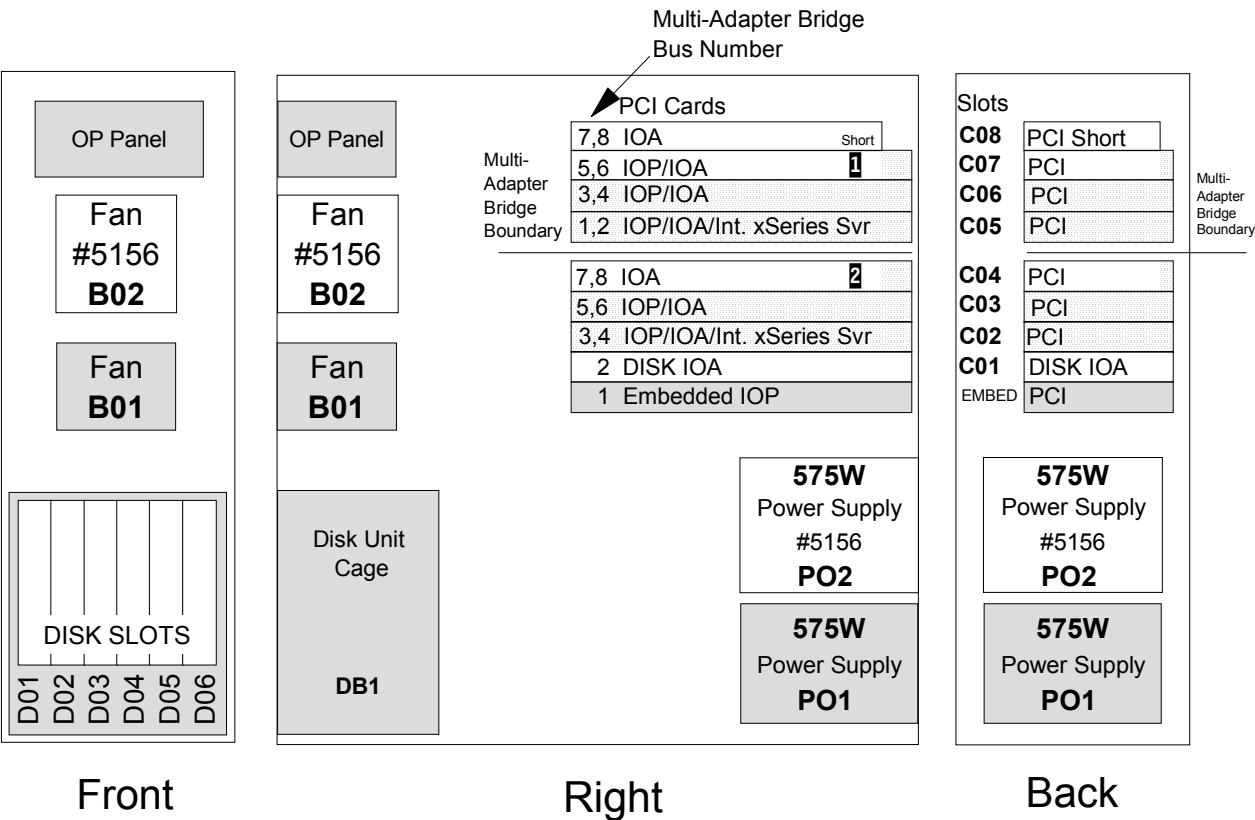 Multi-Adapter Bridge
Bus Number
OP Panel
Fan
#5156
B02
Fan
B01
DISK SLOTS
D01
D02
D03
D04
D05
D06
Front
OP Panel
Fan
#5156
B02
Fan
B01
Disk Unit
Cage
DB1
PCI Cards
Multi-
Adapter
Bridge
Boundary
7,8 IOA Short
5,6 IOP/IOA 1
3,4 IOP/IOA
1,2 IOP/IOA/Int. xSeries Svr
7,8 IOA 2
5,6 IOP/IOA
3,4 IOP/IOA/Int. xSeries Svr
2 DISK IOA
1 Embedded IOP
575W
Power Supply
#5156
PO2
575W
Power Supply
PO1
Right
Slots
C08 PCI Short
C07 PCI
C06 PCI
C05 PCI
Multi-
Adapter
Bridge
Boundary
C04 PCI
C03 PCI
C02 PCI
C01 DISK IOA
EMBED PCI
575W
Power Supply
#5156
PO2
575W
Power Supply
PO1
Back